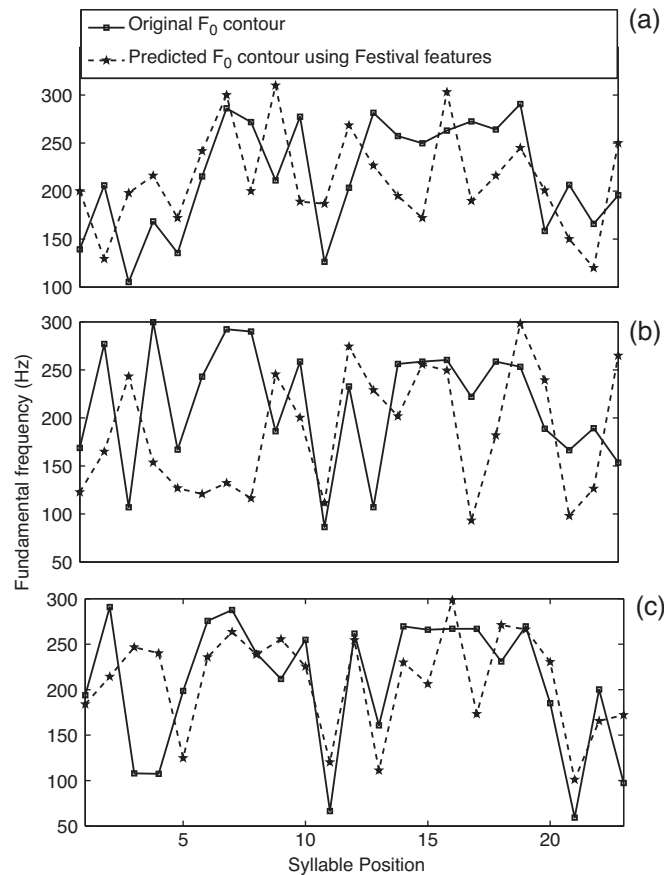 (a)
Original F0 contour
Predicted F0 contour using Festival features
300
250
200
150
100
(b)
300
250
200
150
100
50
Fundamental frequency (Hz)
(c)
300
250
200
150
100
50
5 10 15 20
Syllable Position